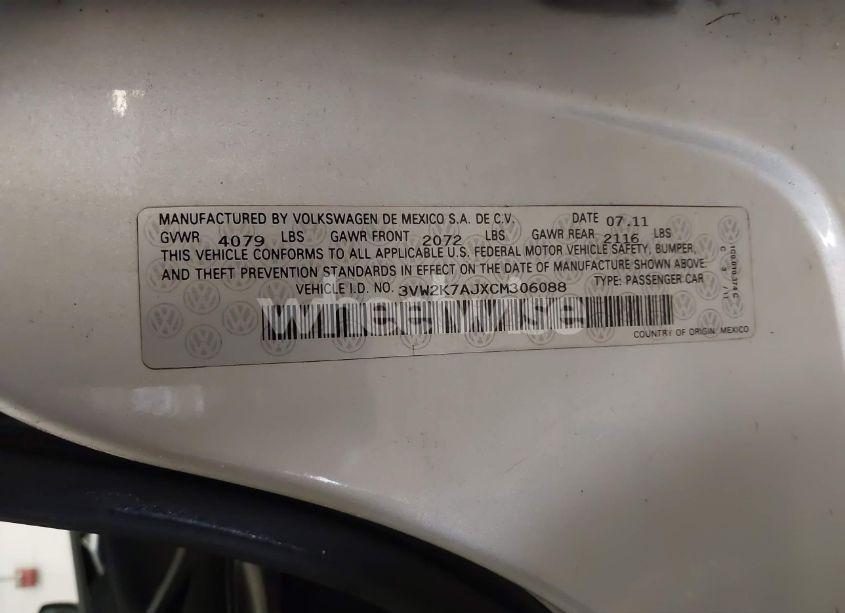 MANUFACTURED BY VOLKSWAGEN DE MEXICO S.A. DE C.V. DATE 07.11
GVWR 4079 LBS GAWR FRONT 2072 LBS GAWR REAR 2116 LBS
THIS VEHICLE CONFORMS TO ALL APPLICABLE U.S. FEDERAL MOTOR VEHICLE SAFETY, BUMPER,
AND THEFT PREVENTION STANDARDS IN EFFECT ON THE DATE OF MANUFACTURE SHOWN ABOVE.
VEHICLE I.D. NO. 3VW2K7AJXCM306088 TYPE: PASSENGER CAR
wheelwise
COUNTRY OF ORIGIN: MEXICO